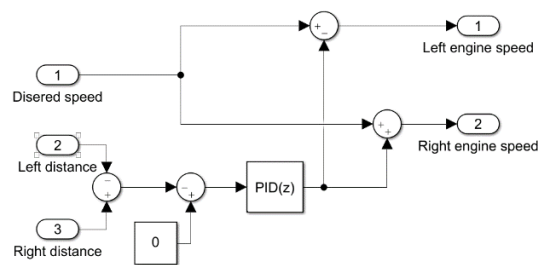 1
Left engine speed
1
Disered speed
2
Right engine speed
2
Left distance
PID(z)
3
Right distance
0